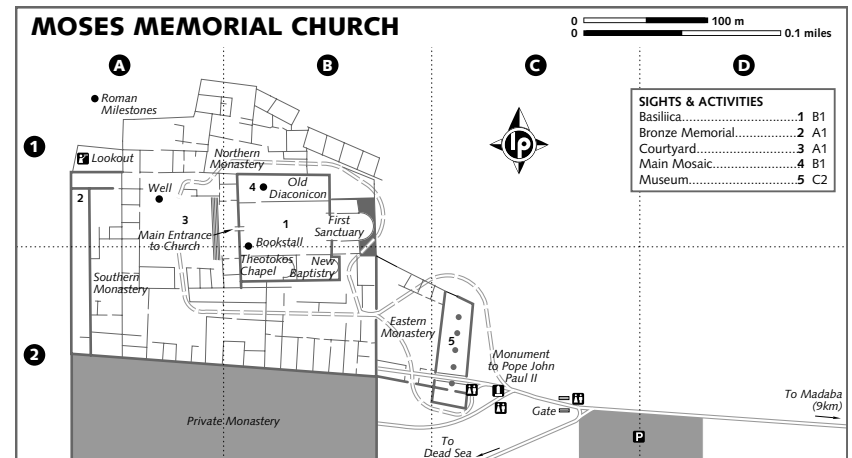 MOSES MEMORIAL CHURCH
0 100 m
0 0.1 miles
A B C D
SIGHTS & ACTIVITIES
Basiliica..............................1 B1
Bronze Memorial...............2 A1
Courtyard..........................3 A1
Main Mosaic.....................4 B1
Museum............................5 C2
Roman
Milestones
1
Lookout
Northern
Monastery
lp
2
Well
4
Old
Diaconicon
3
1
First
Sanctuary
Main Entrance
to Church
Bookstall
Theotokos
Chapel
New
Baptistry
Southern
Monastery
Eastern
Monastery
5
2
Monument
to Pope John
Paul II
To Madaba
(9km)
Gate
Private Monastery
P
To
Dead Sea